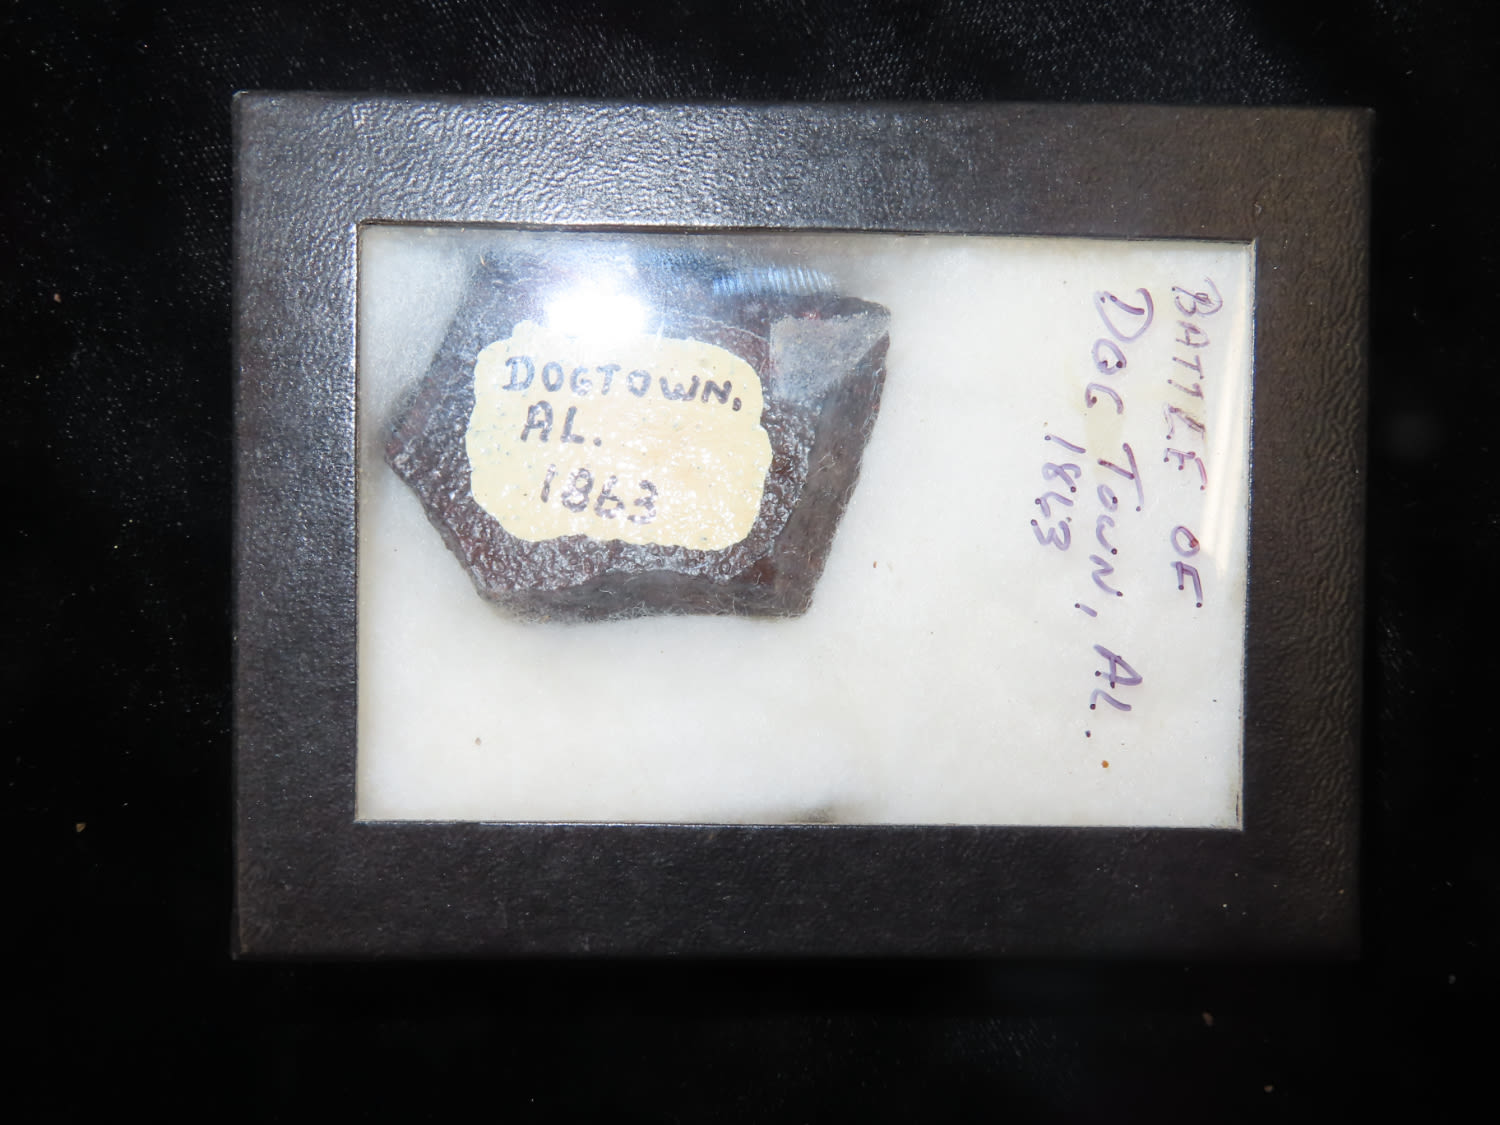 DOGTOWN,
AL.
1863
BATTLE OF
DOG TOWN, AL.
1863